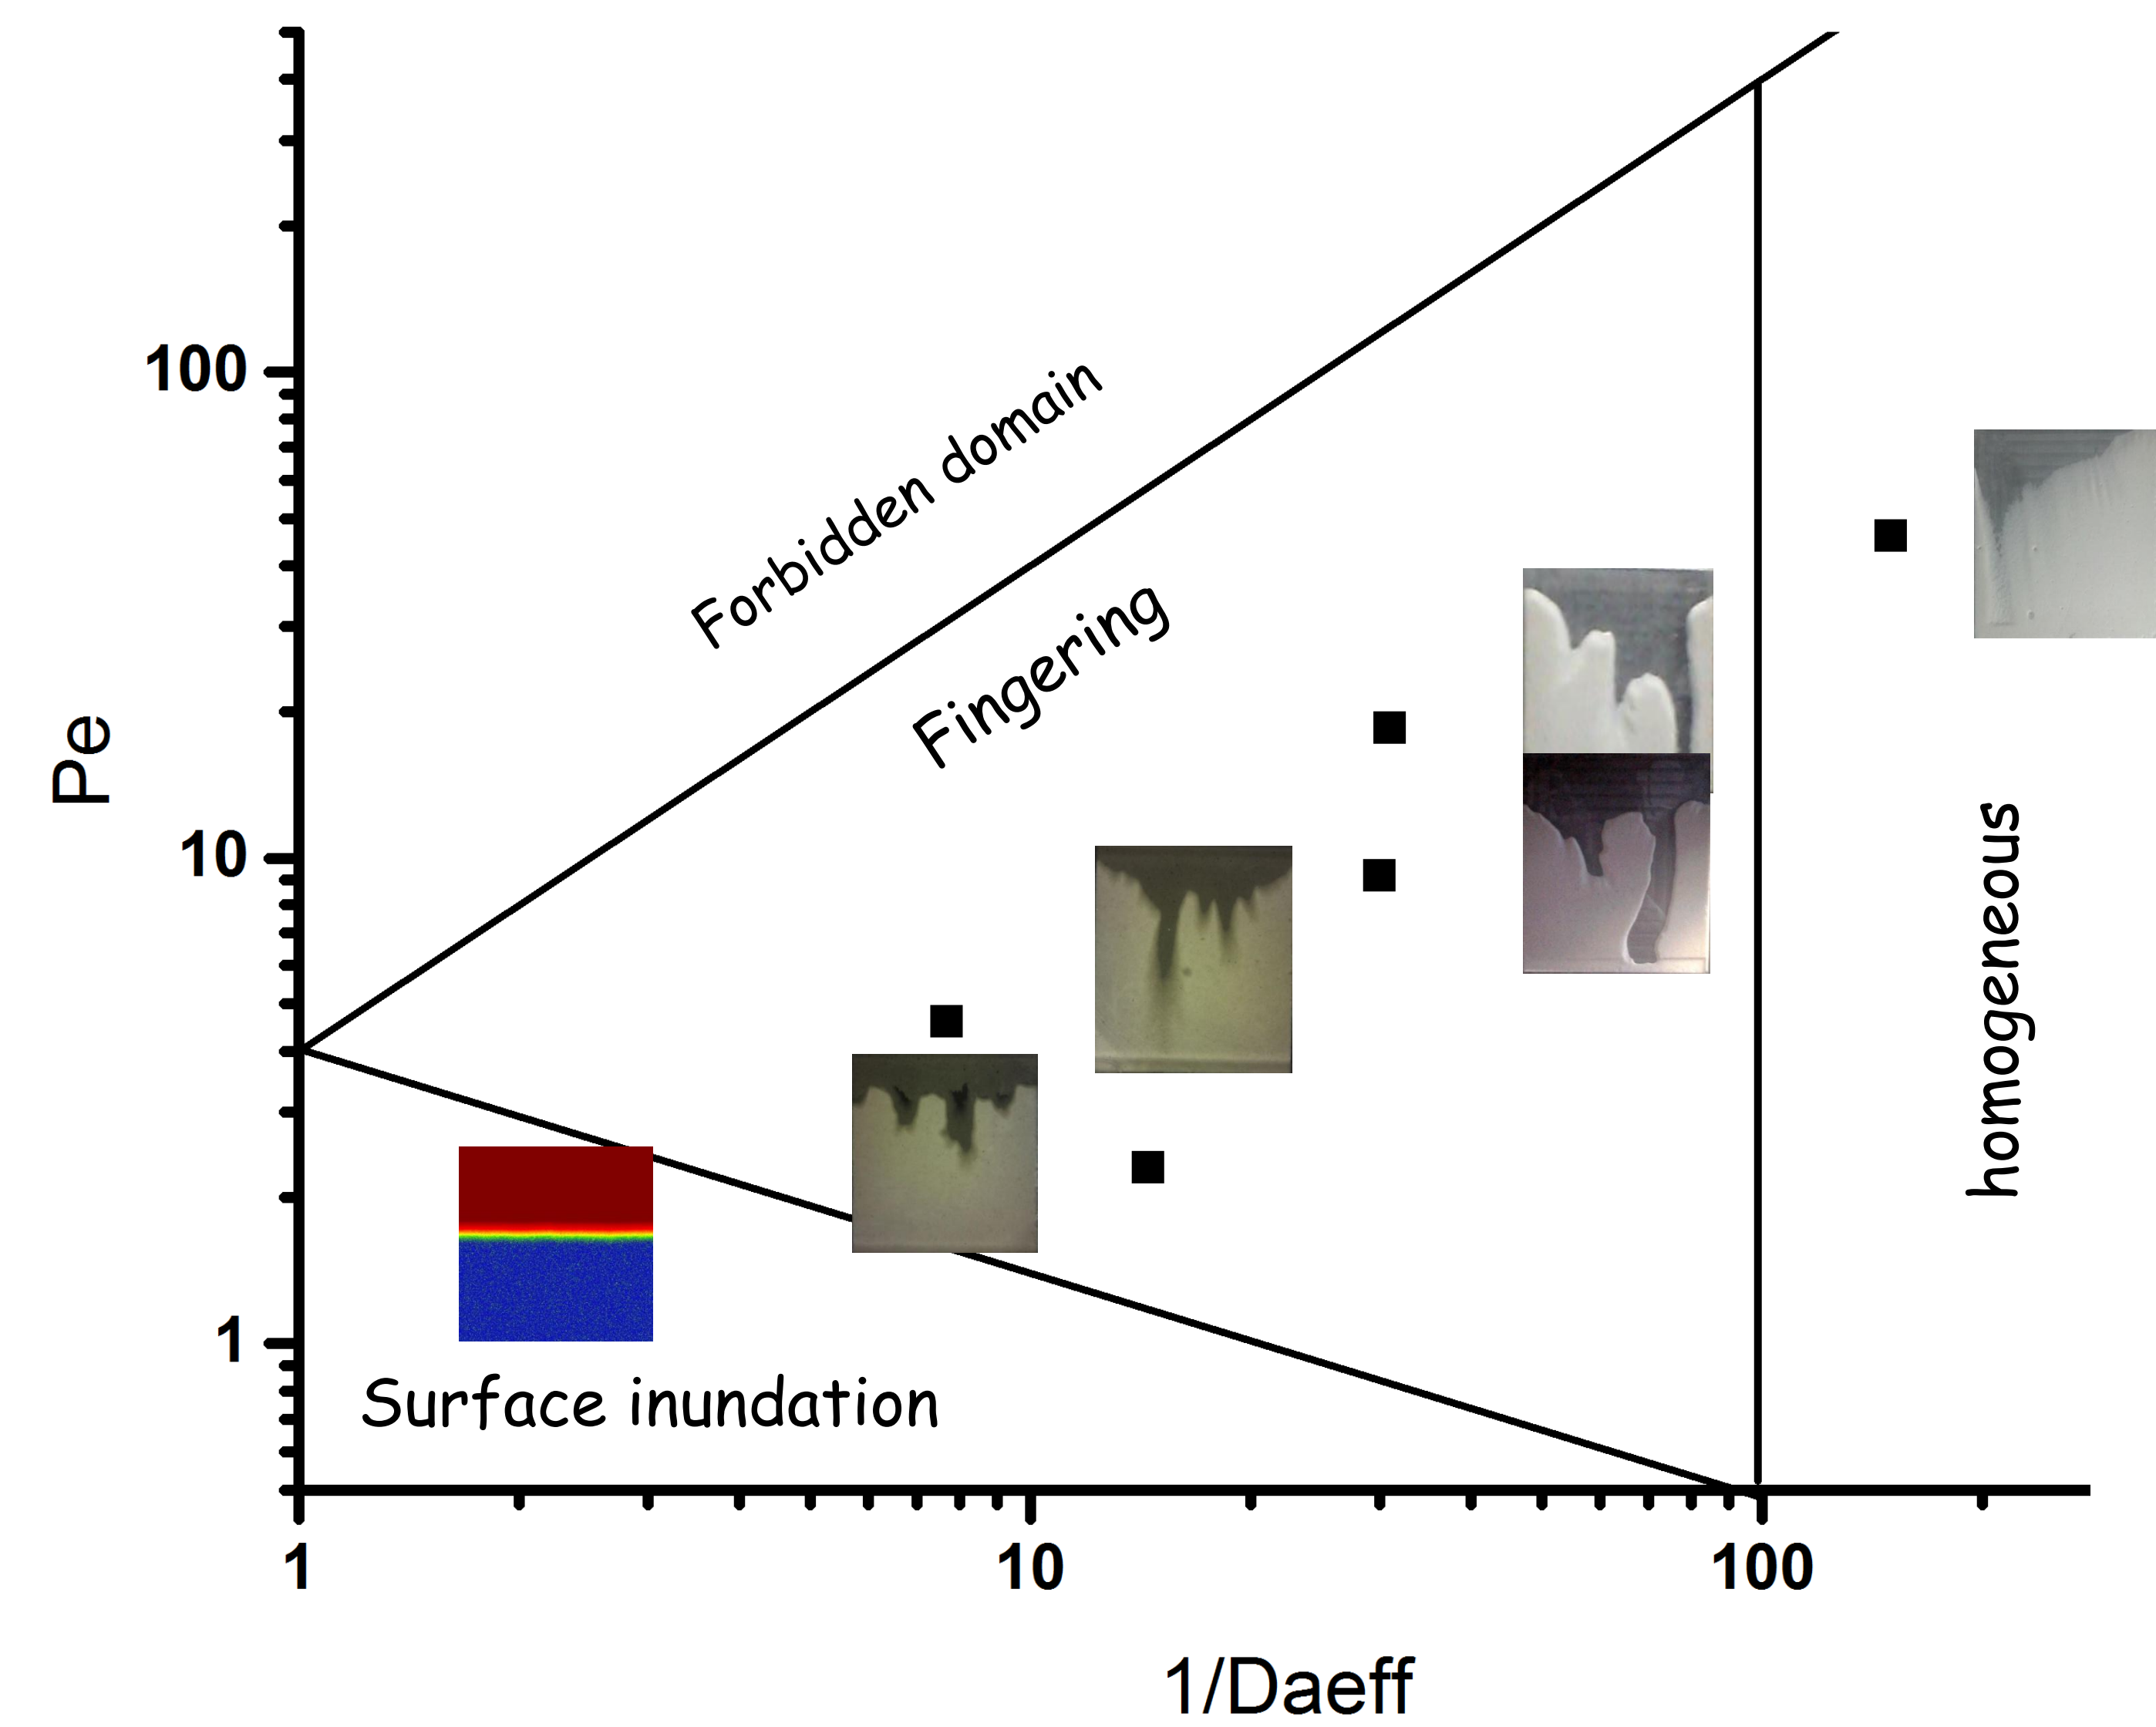 Forbidden domain
Fingering
Surface inundation
homogeneous
Pe
100
10
1
1
10
100
1/Daeff